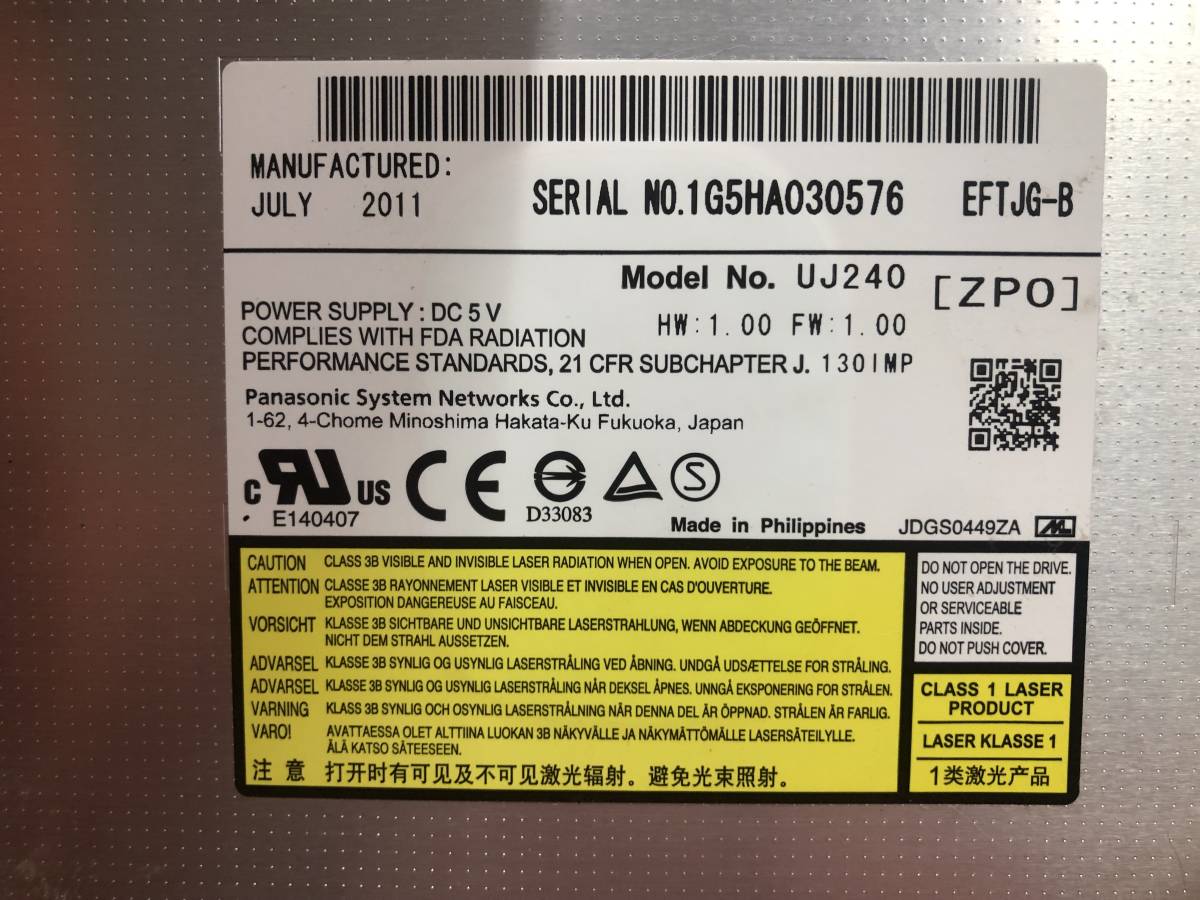 MANUFACTURED:
JULY 2011 SERIAL NO.1G5HA030576 EFTJG-B
Model No. UJ240 [ZPO]
POWER SUPPLY : DC 5 V HW:1.00 FW:1.00
COMPLIES WITH FDA RADIATION
PERFORMANCE STANDARDS, 21 CFR SUBCHAPTER J. 1301MP
Panasonic System Networks Co., Ltd.
1-62, 4-Chome Minoshima Hakata-Ku Fukuoka, Japan
c RU US CE S
E140407 D33083 Made in Philippines JDGS0449ZA ML
CAUTION CLASS 3B VISIBLE AND INVISIBLE LASER RADIATION WHEN OPEN. AVOID EXPOSURE TO THE BEAM.
ATTENTION CLASSE 3B RAYONNEMENT LASER VISIBLE ET INVISIBLE EN CAS D'OUVERTURE.
EXPOSITION DANGEREUSE AU FAISCEAU.
VORSICHT KLASSE 3B SICHTBARE UND UNSICHTBARE LASERSTRAHLUNG, WENN ABDECKUNG GEÖFFNET.
NICHT DEM STRAHL AUSSETZEN.
ADVARSEL KLASSE 3B SYNLIG OG USYNLIG LASERSTRÅLING VED ÅBNING. UNDGÅ UDSÆTTELSE FOR STRÅLING.
ADVARSEL KLASSE 3B SYNLIG OG USYNLIG LASERSTRÅLING NÅR DEKSEL ÅPNES. UNNGÅ EKSPONERING FOR STRÅLEN.
VARNING KLASS 3B SYNLIG OCH OSYNLIG LASERSTRÅLNING NÄR DENNA DEL ÄR ÖPPNAD. STRÅLEN ÄR FARLIG.
VARO! AVATTAESSA OLET ALTTIINA LUOKAN 3B NÄKYVÄLLE JA NÄKYMÄTTÖMÄLLE LASERSÄTEILYLLE.
ÄLÄ KATSO SÄTEESEEN.
注 意 打开时有可见及不可见激光辐射。避免光束照射。
DO NOT OPEN THE DRIVE.
NO USER ADJUSTMENT
OR SERVICEABLE
PARTS INSIDE.
DO NOT PUSH COVER.
CLASS 1 LASER
PRODUCT
LASER KLASSE 1
1类激光产品